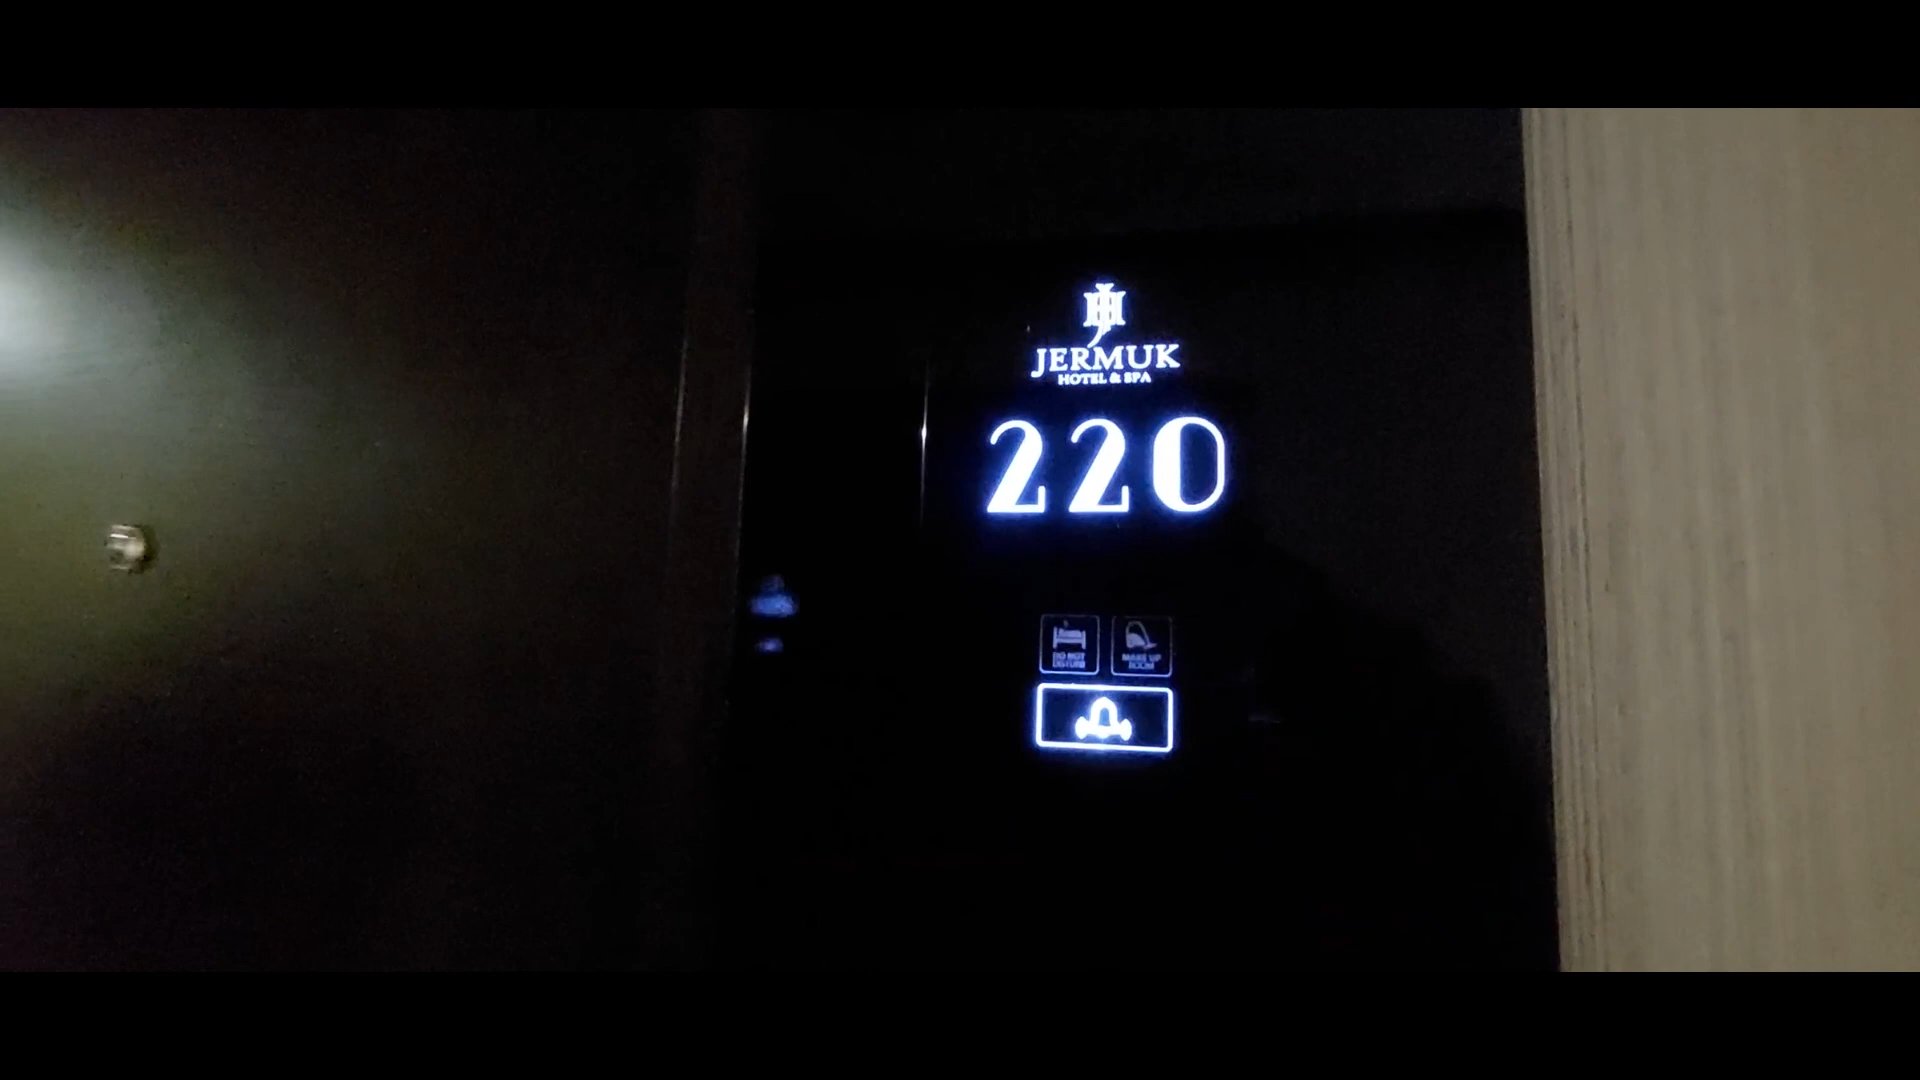 JERMUK
HOTEL & SPA
220
DO NOT
DISTURB
MAKE UP
ROOM